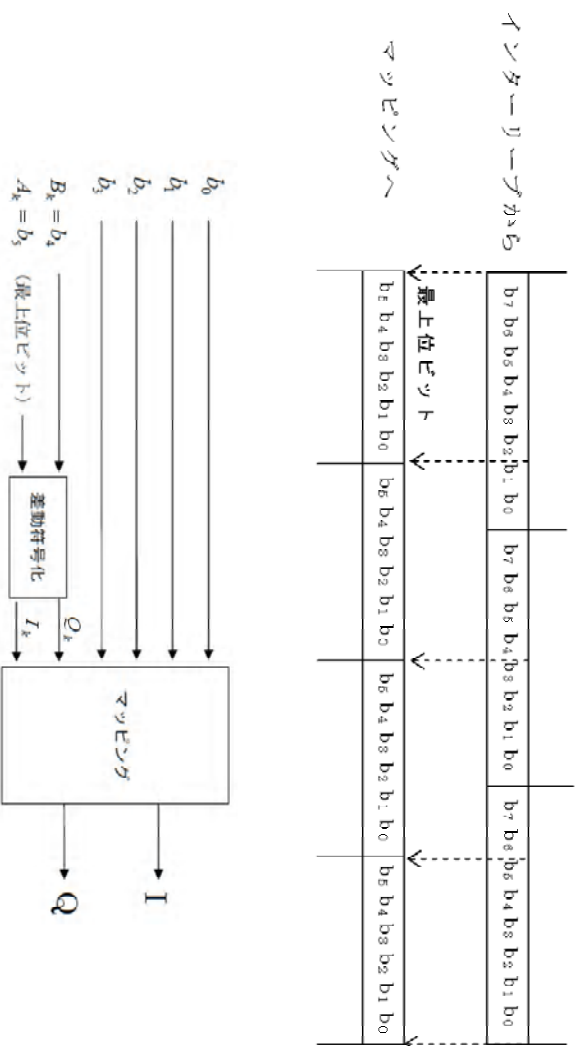 インターリーブから
b7 b6 b5 b4 b3 b2 b1 b0 b7 b6 b5 b4 b3 b2 b1 b0 b7 b6 b5 b4 b3 b2 b1 b0
最上位ビット
マッピングへ
b5 b4 b3 b2 b1 b0 b5 b4 b3 b2 b1 b0 b5 b4 b3 b2 b1 b0 b5 b4 b3 b2 b1 b0
b0
b1
b2
b3
Bk = b4
Ak = b5 (最上位ビット)
差動符号化
Qk
Ik
マッピング
I
Q